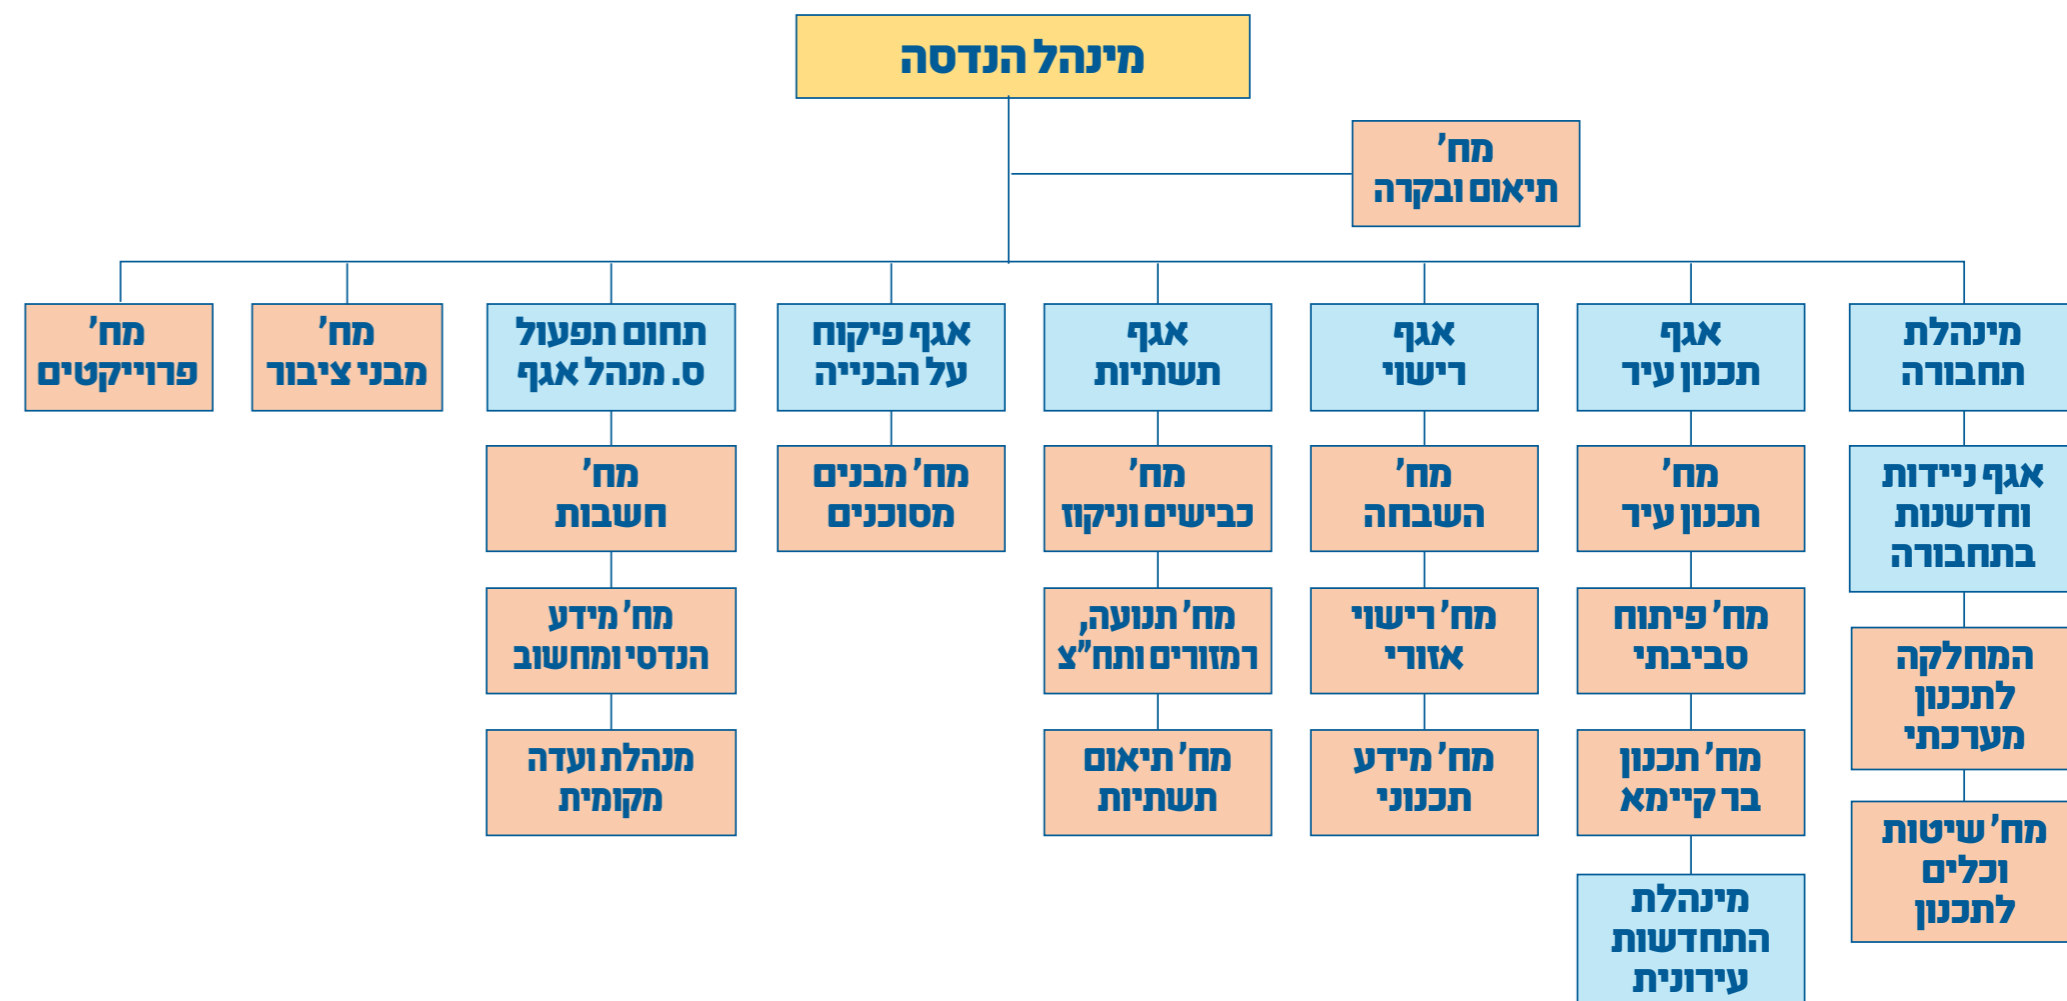 מינהל הנדסה
מח'
תיאום ובקרה
מינהלת
תחבורה
אגף ניידות
וחדשנות
בתחבורה
המחלקה
לתכנון
מערכתי
מח' שיטות
וכלים
לתכנון
אגף
תכנון עיר
מח'
תכנון עיר
מח' פיתוח
סביבתי
מח' תכנון
בר קיימא
מינהלת
התחדשות
עירונית
אגף
רישוי
מח'
השבחה
מח' רישוי
אזורי
מח' מידע
תכנוני
אגף
תשתיות
מח'
כבישים וניקוז
מח' תנועה,
רמזורים ותח"צ
מח' תיאום
תשתיות
אגף פיקוח
על הבנייה
מח' מבנים
מסוכנים
תחום תפעול
ס. מנהל אגף
מח'
חשבות
מח' מידע
הנדסי ומחשוב
מנהלת ועדה
מקומית
מח'
מבני ציבור
מח'
פרוייקטים